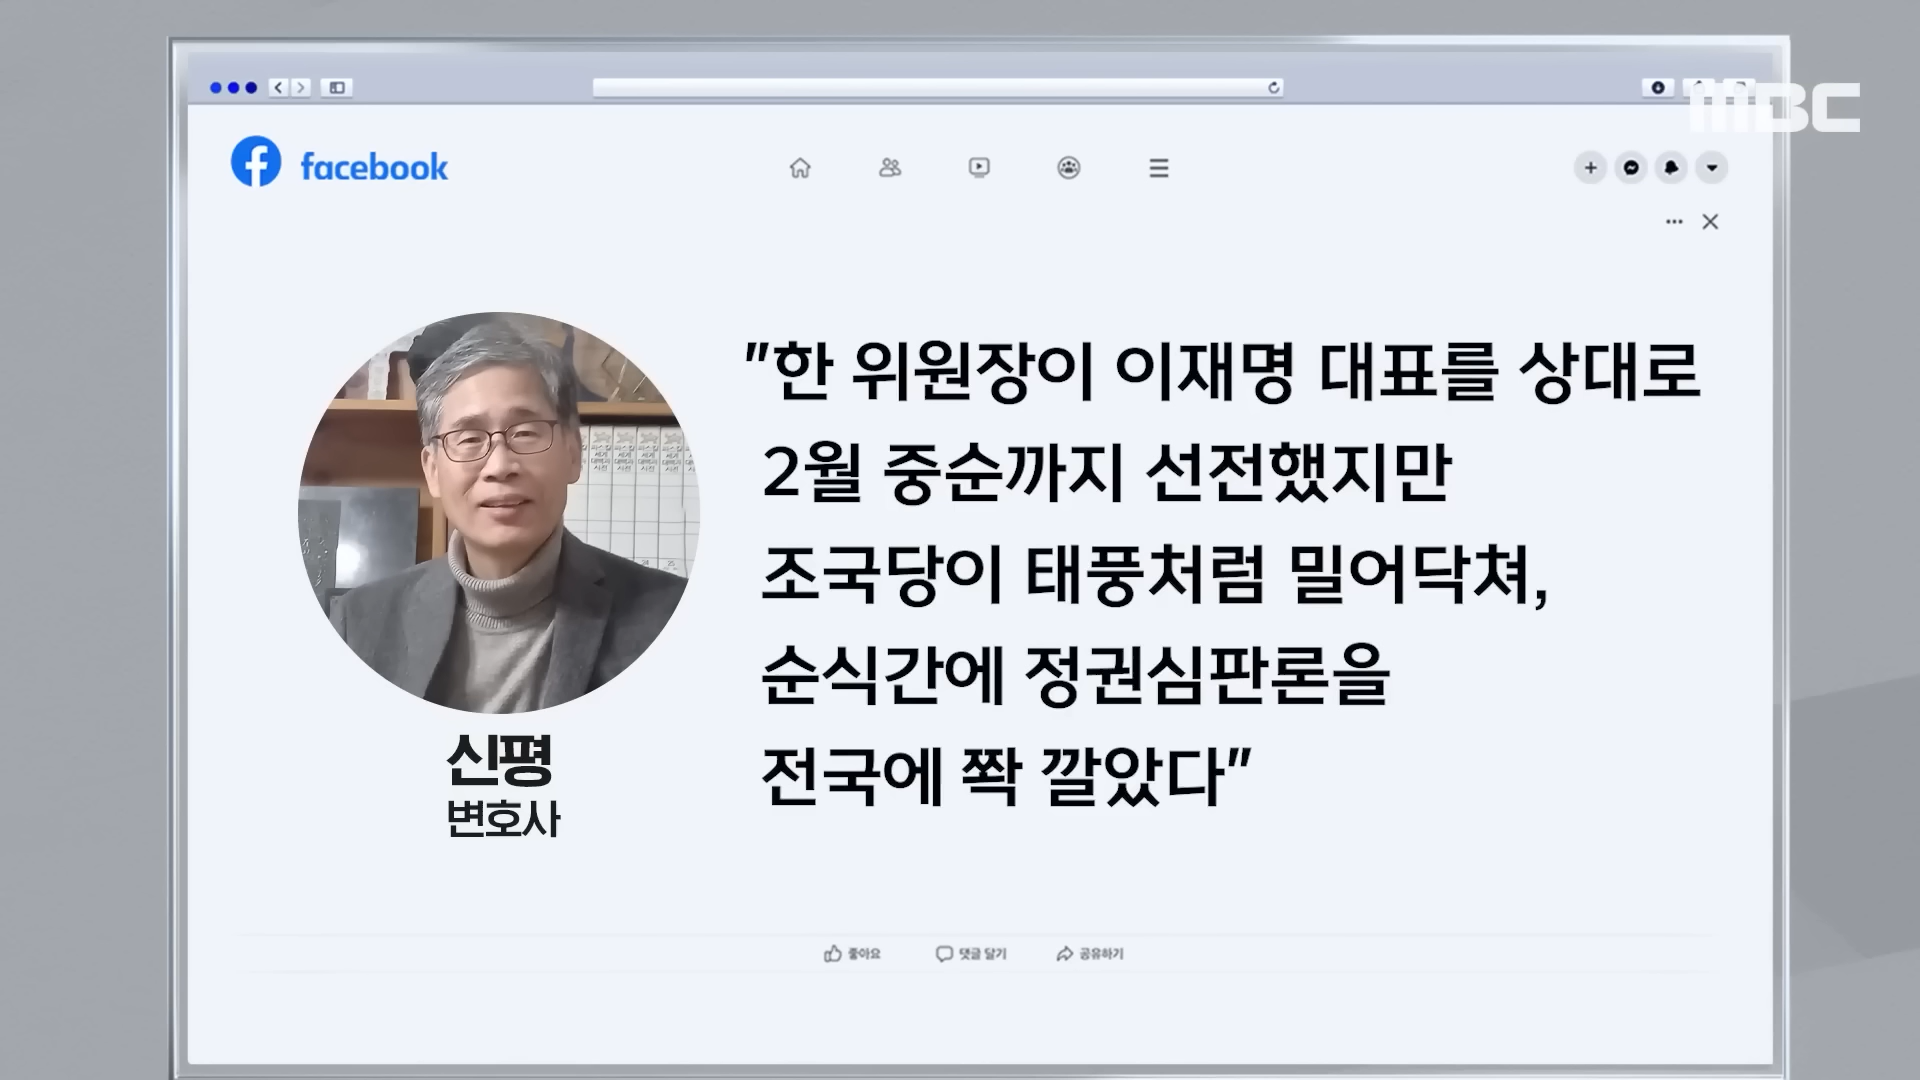 MBC
facebook
"한 위원장이 이재명 대표를 상대로
2월 중순까지 선전했지만
조국당이 태풍처럼 밀어닥쳐,
순식간에 정권심판론을
전국에 쫙 깔았다"
신평
변호사
좋아요 댓글 달기 공유하기